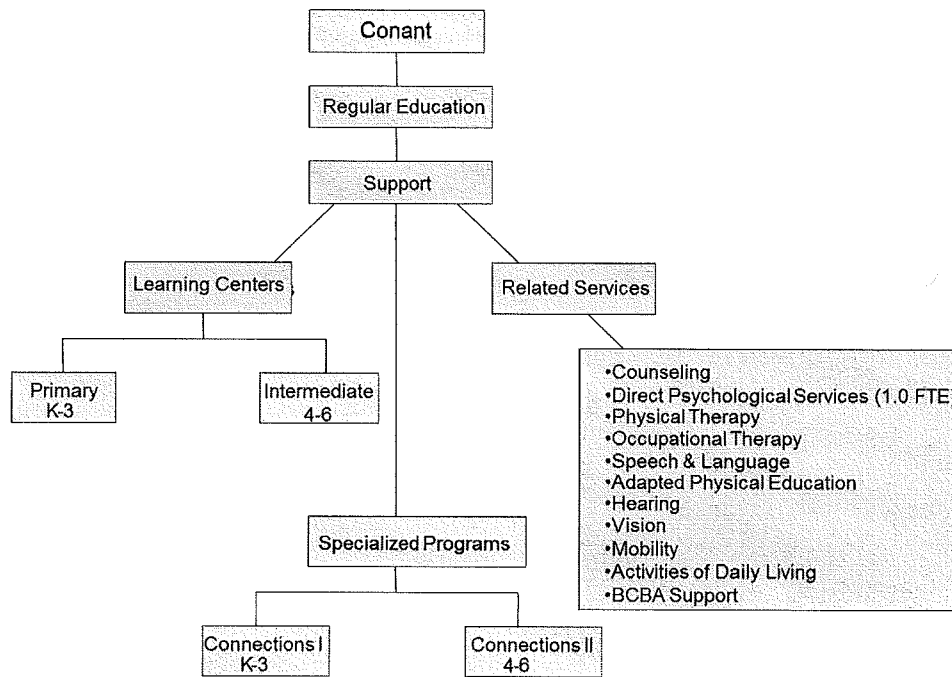 Conant
Regular Education
Support
Learning Centers
Related Services
Primary
K-3
Intermediate
4-6
•Counseling
•Direct Psychological Services (1.0 FTE)
•Physical Therapy
•Occupational Therapy
•Speech & Language
•Adapted Physical Education
•Hearing
•Vision
•Mobility
•Activities of Daily Living
•BCBA Support
Specialized Programs
Connections I
K-3
Connections II
4-6